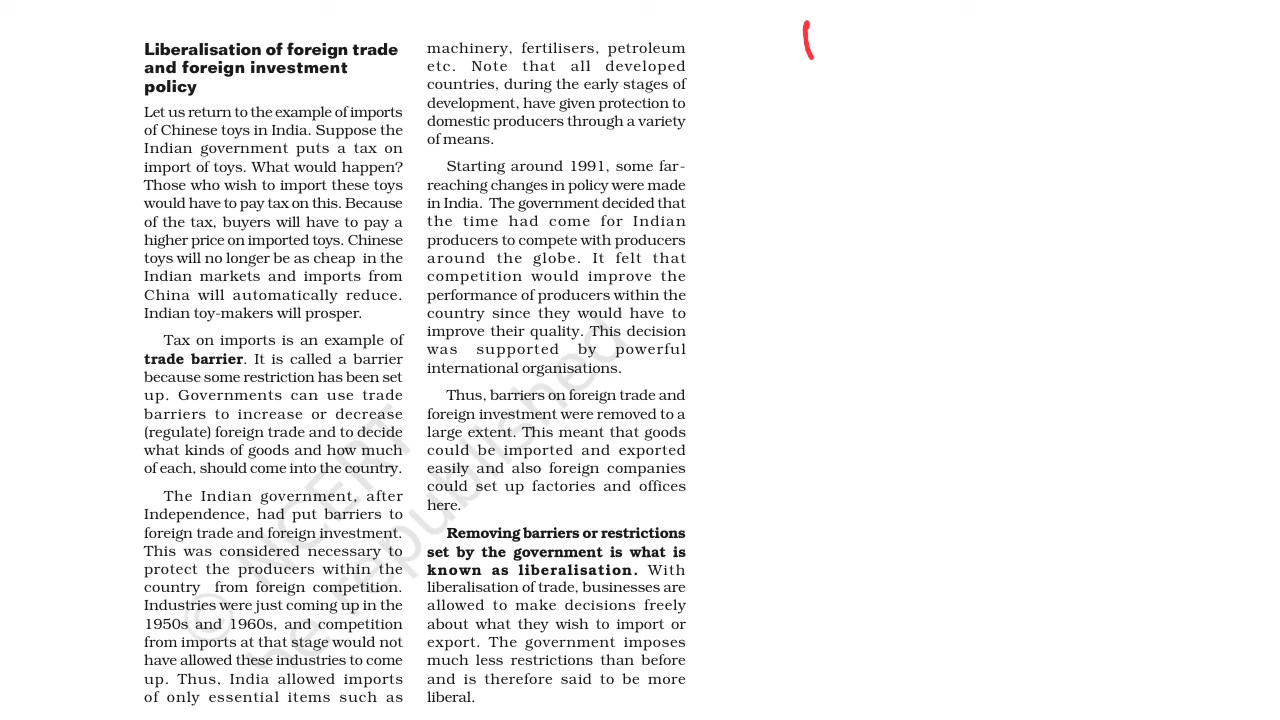 Liberalisation of foreign trade
and foreign investment
policy
Let us return to the example of imports
of Chinese toys in India. Suppose the
Indian government puts a tax on
import of toys. What would happen?
Those who wish to import these toys
would have to pay tax on this. Because
of the tax, buyers will have to pay a
higher price on imported toys. Chinese
toys will no longer be as cheap in the
Indian markets and imports from
China will automatically reduce.
Indian toy-makers will prosper.
Tax on imports is an example of
trade barrier. It is called a barrier
because some restriction has been set
up. Governments can use trade
barriers to increase or decrease
(regulate) foreign trade and to decide
what kinds of goods and how much
of each, should come into the country.
The Indian government, after
Independence, had put barriers to
foreign trade and foreign investment.
This was considered necessary to
protect the producers within the
country from foreign competition.
Industries were just coming up in the
1950s and 1960s, and competition
from imports at that stage would not
have allowed these industries to come
up. Thus, India allowed imports
of only essential items such as
machinery, fertilisers, petroleum
etc. Note that all developed
countries, during the early stages of
development, have given protection to
domestic producers through a variety
of means.
Starting around 1991, some far-
reaching changes in policy were made
in India. The government decided that
the time had come for Indian
producers to compete with producers
around the globe. It felt that
competition would improve the
performance of producers within the
country since they would have to
improve their quality. This decision
was supported by powerful
international organisations.
Thus, barriers on foreign trade and
foreign investment were removed to a
large extent. This meant that goods
could be imported and exported
easily and also foreign companies
could set up factories and offices
here.
Removing barriers or restrictions
set by the government is what is
known as liberalisation. With
liberalisation of trade, businesses are
allowed to make decisions freely
about what they wish to import or
export. The government imposes
much less restrictions than before
and is therefore said to be more
liberal.
© NCERT
be republished